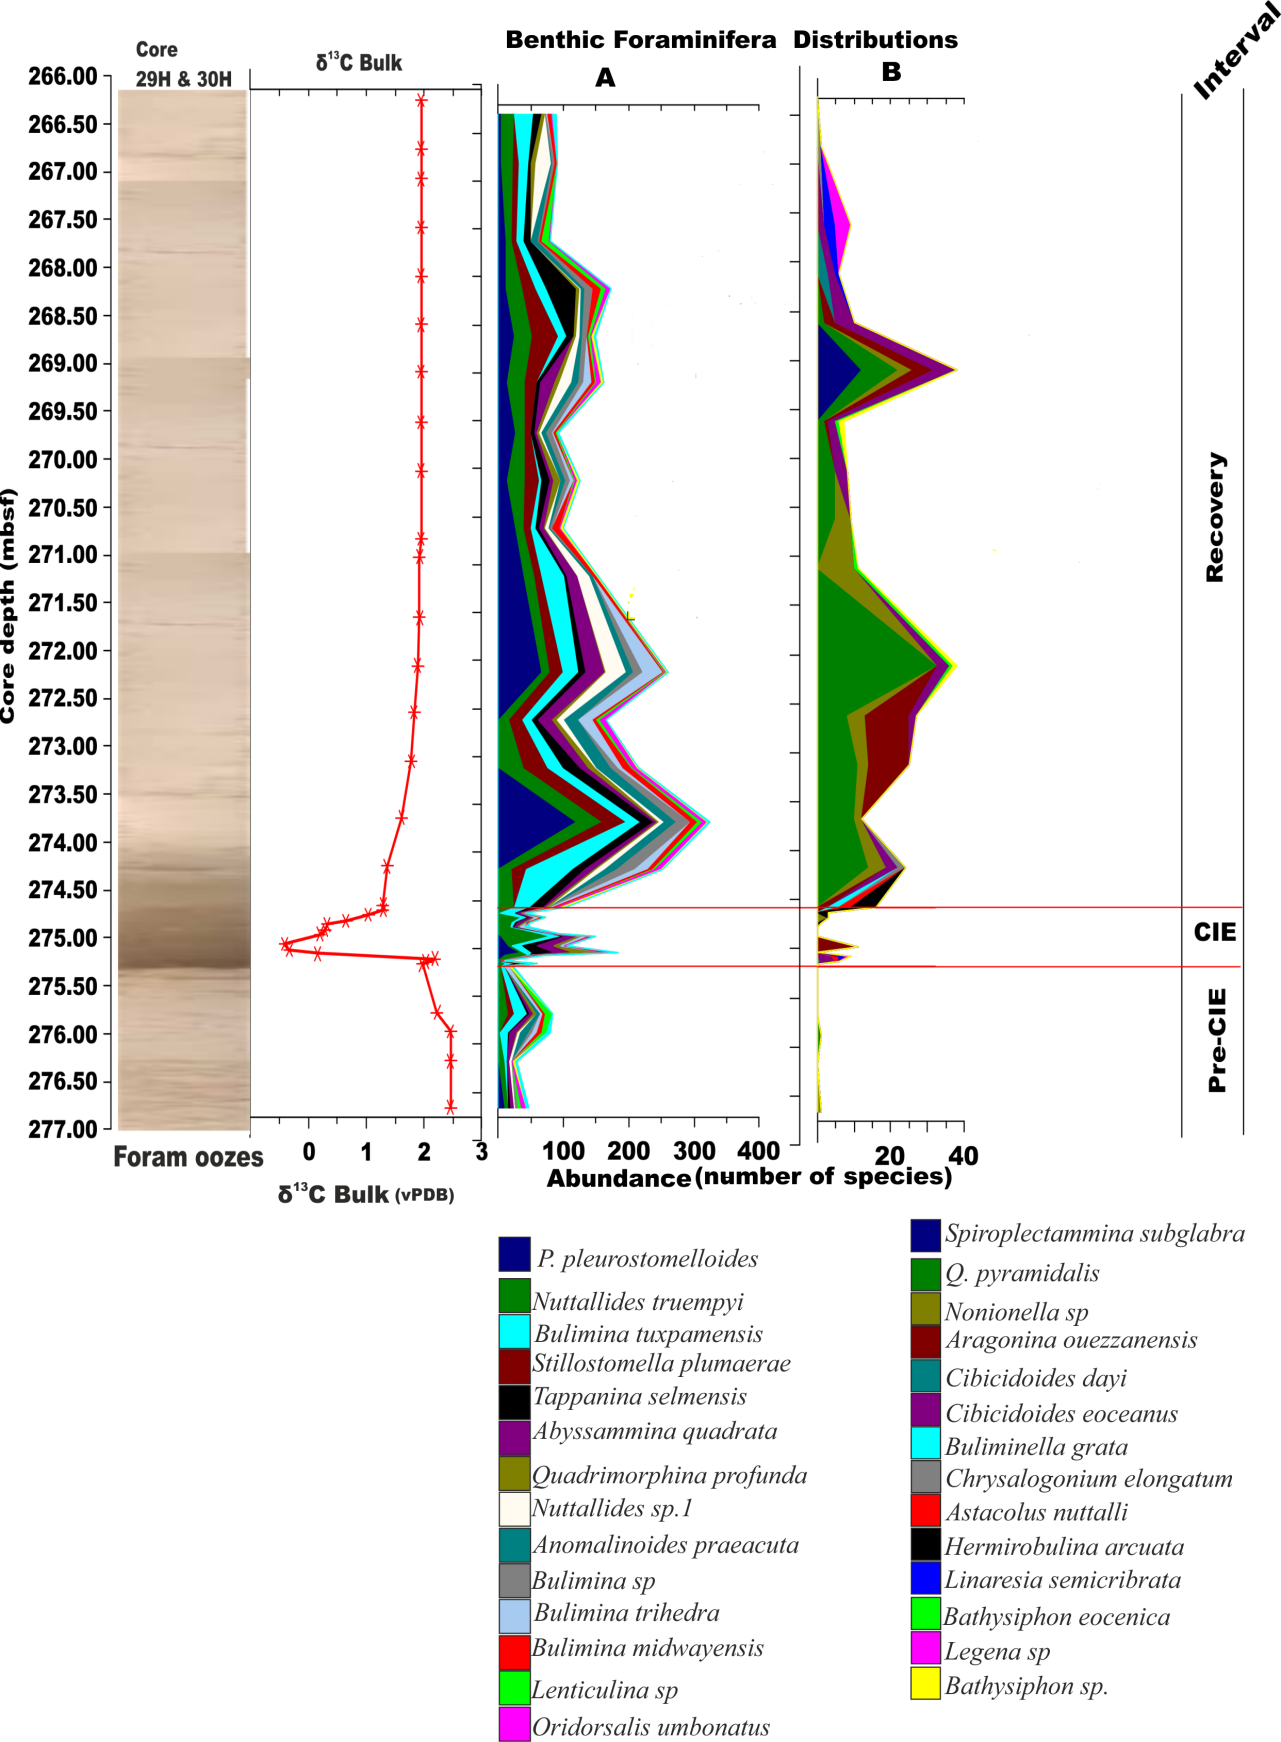 Interval
Benthic Foraminifera Distributions
Core
29H & 30H
δ13C Bulk
A
B
266.00
266.50
267.00
267.50
268.00
268.50
269.00
269.50
270.00
270.50
271.00
271.50
272.00
272.50
273.00
273.50
274.00
274.50
275.00
275.50
276.00
276.50
277.00
Core depth (mbsf)
Recovery
CIE
Pre-CIE
Foram oozes
0 1 2 3
100 200 300 400
20 40
δ13C Bulk (vPDB)
Abundance (number of species)
P. pleurostomelloides
Nuttallides truempyi
Bulimina tuxpamensis
Stillostomella plumaerae
Tappanina selmensis
Abyssammina quadrata
Quadrimorphina profunda
Nuttallides sp.1
Anomalinoides praeacuta
Bulimina sp
Bulimina trihedra
Bulimina midwayensis
Lenticulina sp
Oridorsalis umbonatus
Spiroplectammina subglabra
Q. pyramidalis
Nonionella sp
Aragonina ouezzanensis
Cibicidoides dayi
Cibicidoides eoceanus
Buliminella grata
Chrysalogonium elongatum
Astacolus nuttalli
Hermirobulina arcuata
Linaresia semicribrata
Bathysiphon eocenica
Legena sp
Bathysiphon sp.